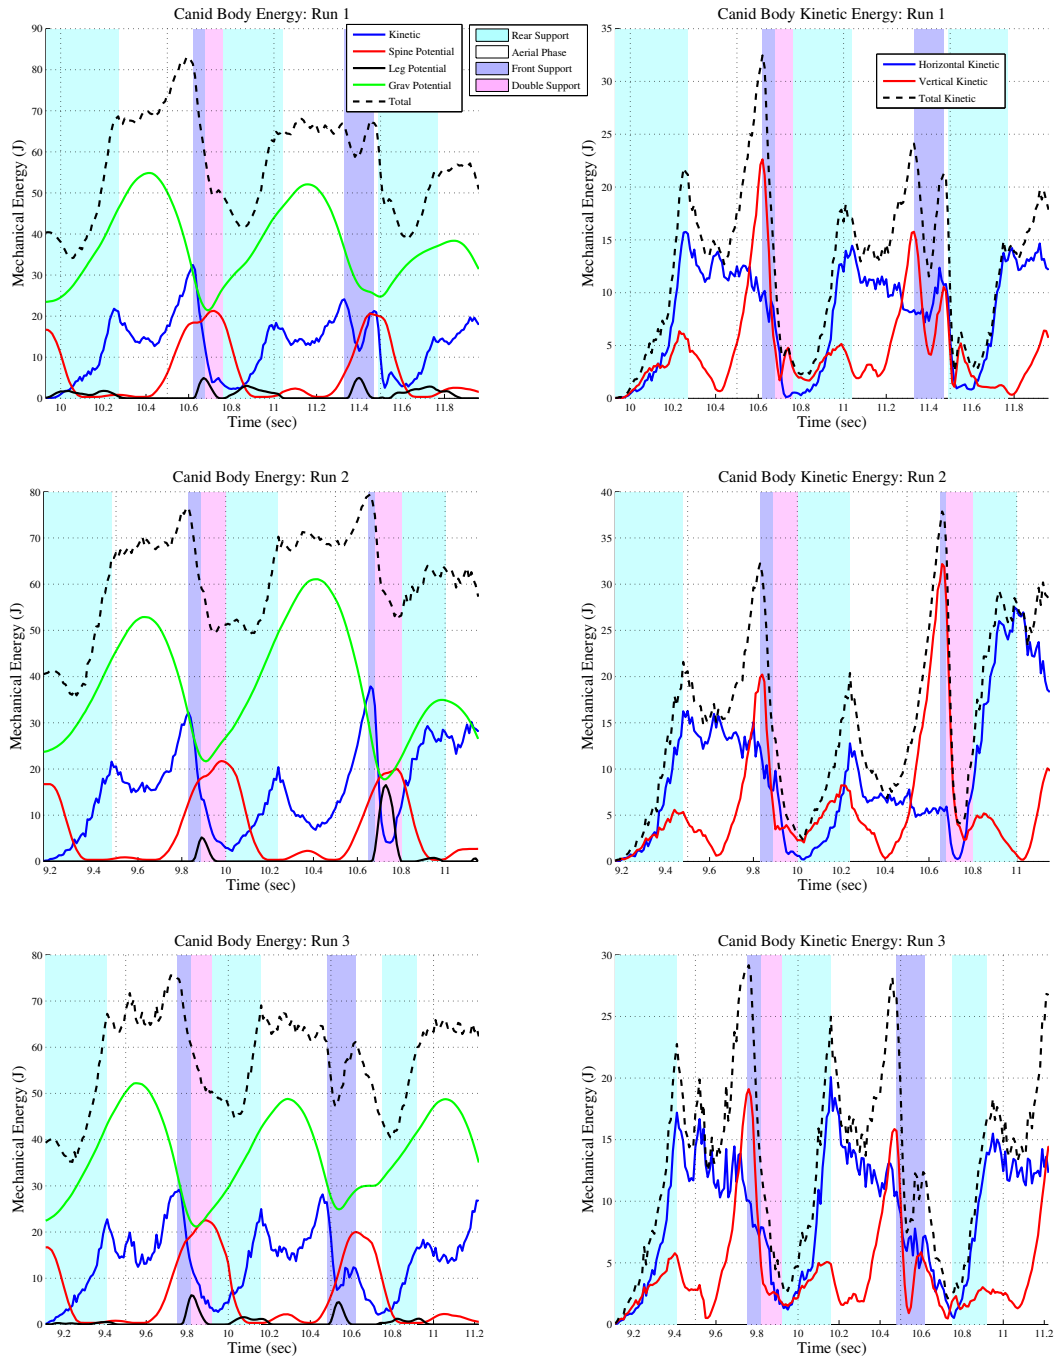 Canid Body Energy: Run 1
Mechanical Energy (J)
90
80
70
60
50
40
30
20
10
0
10 10.2 10.4 10.6 10.8 11 11.2 11.4 11.6 11.8
Time (sec)
Kinetic
Spine Potential
Leg Potential
Grav Potential
Total
Rear Support
Aerial Phase
Front Support
Double Support
Canid Body Kinetic Energy: Run 1
Mechanical Energy (J)
35
30
25
20
15
10
5
0
10 10.2 10.4 10.6 10.8 11 11.2 11.4 11.6 11.8
Time (sec)
Horizontal Kinetic
Vertical Kinetic
Total Kinetic
Canid Body Energy: Run 2
Mechanical Energy (J)
80
70
60
50
40
30
20
10
0
9.2 9.4 9.6 9.8 10 10.2 10.4 10.6 10.8 11
Time (sec)
Canid Body Kinetic Energy: Run 2
Mechanical Energy (J)
40
35
30
25
20
15
10
5
0
9.2 9.4 9.6 9.8 10 10.2 10.4 10.6 10.8 11
Time (sec)
Canid Body Energy: Run 3
Mechanical Energy (J)
80
70
60
50
40
30
20
10
0
9.2 9.4 9.6 9.8 10 10.2 10.4 10.6 10.8 11 11.2
Time (sec)
Canid Body Kinetic Energy: Run 3
Mechanical Energy (J)
30
25
20
15
10
5
0
9.2 9.4 9.6 9.8 10 10.2 10.4 10.6 10.8 11 11.2
Time (sec)